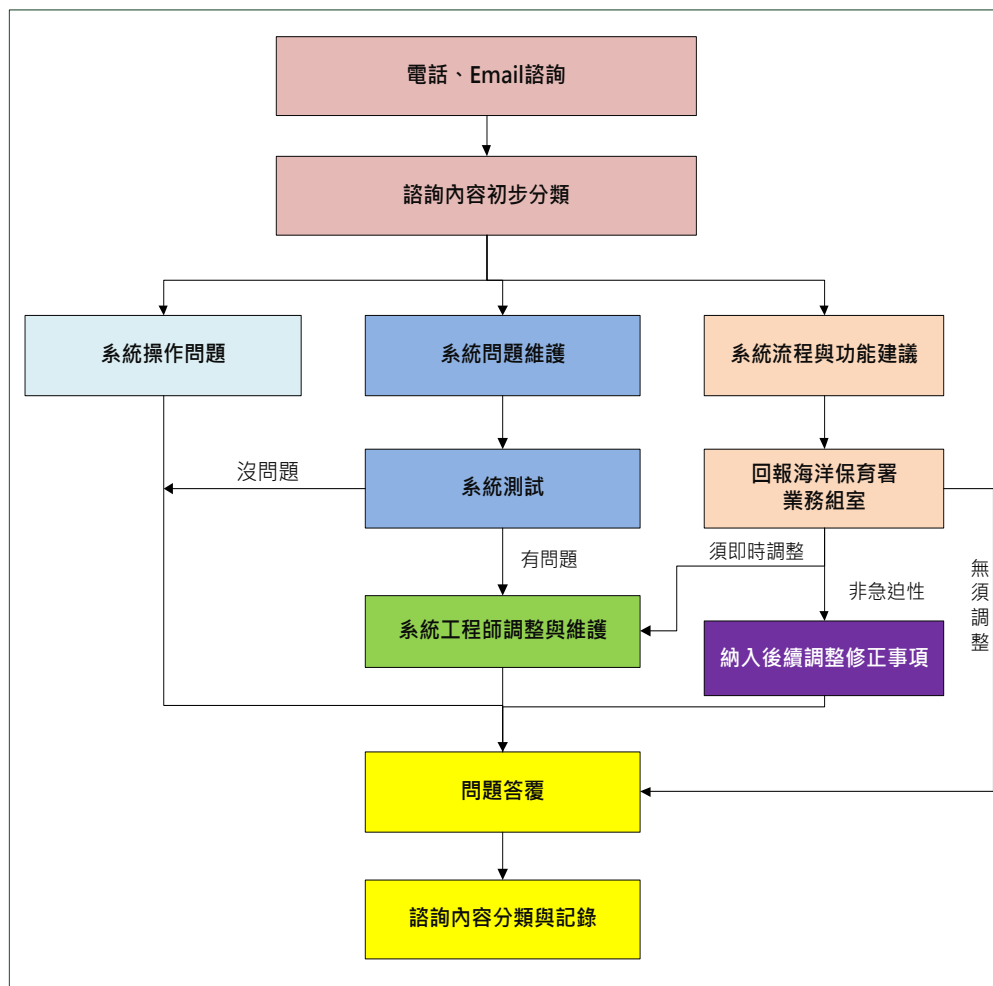 電話、Email諮詢
諮詢內容初步分類
系統操作問題
系統問題維護
系統流程與功能建議
沒問題
系統測試
回報海洋保育署
業務組室
有問題
須即時調整
非急迫性
無須調整
系統工程師調整與維護
納入後續調整修正事項
問題答覆
諮詢內容分類與記錄